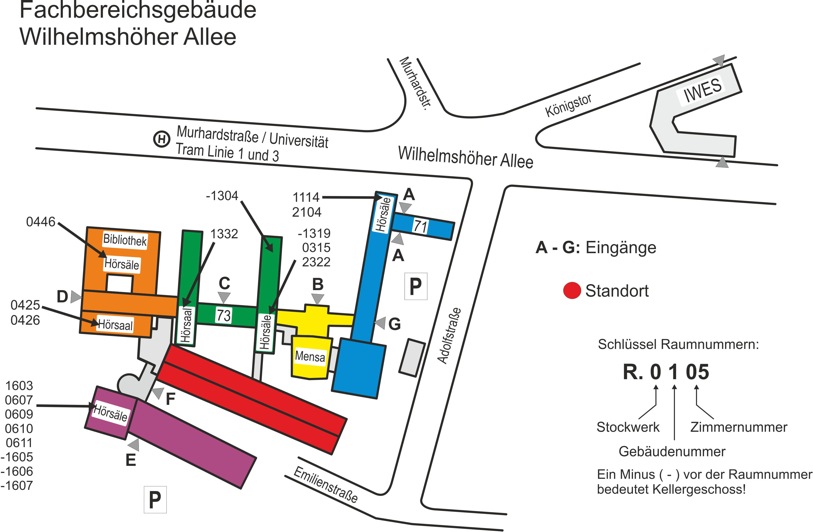 Fachbereichsgebäude
Wilhelmshöher Allee
Murhardstr.
Königstor
IWES
H
Murhardstraße / Universität
Tram Linie 1 und 3
Wilhelmshöher Allee
-1304
1114
2104
A
Hörsäle
71
A
0446
Bibliothek
Hörsäle
1332
-1319
0315
2322
A - G: Eingänge
Standort
D
C
B
P
G
0425
0426
Hörsaal
Hörsaal
73
Hörsäle
Mensa
Adolfstraße
Schlüssel Raumnummern:
R. 0 1 05
Stockwerk
Zimmernummer
Gebäudenummer
Ein Minus ( - ) vor der Raumnummer
bedeutet Kellergeschoss!
1603
0607
0609
0610
0611
-1605
-1606
-1607
Hörsäle
F
E
P
Emilienstraße